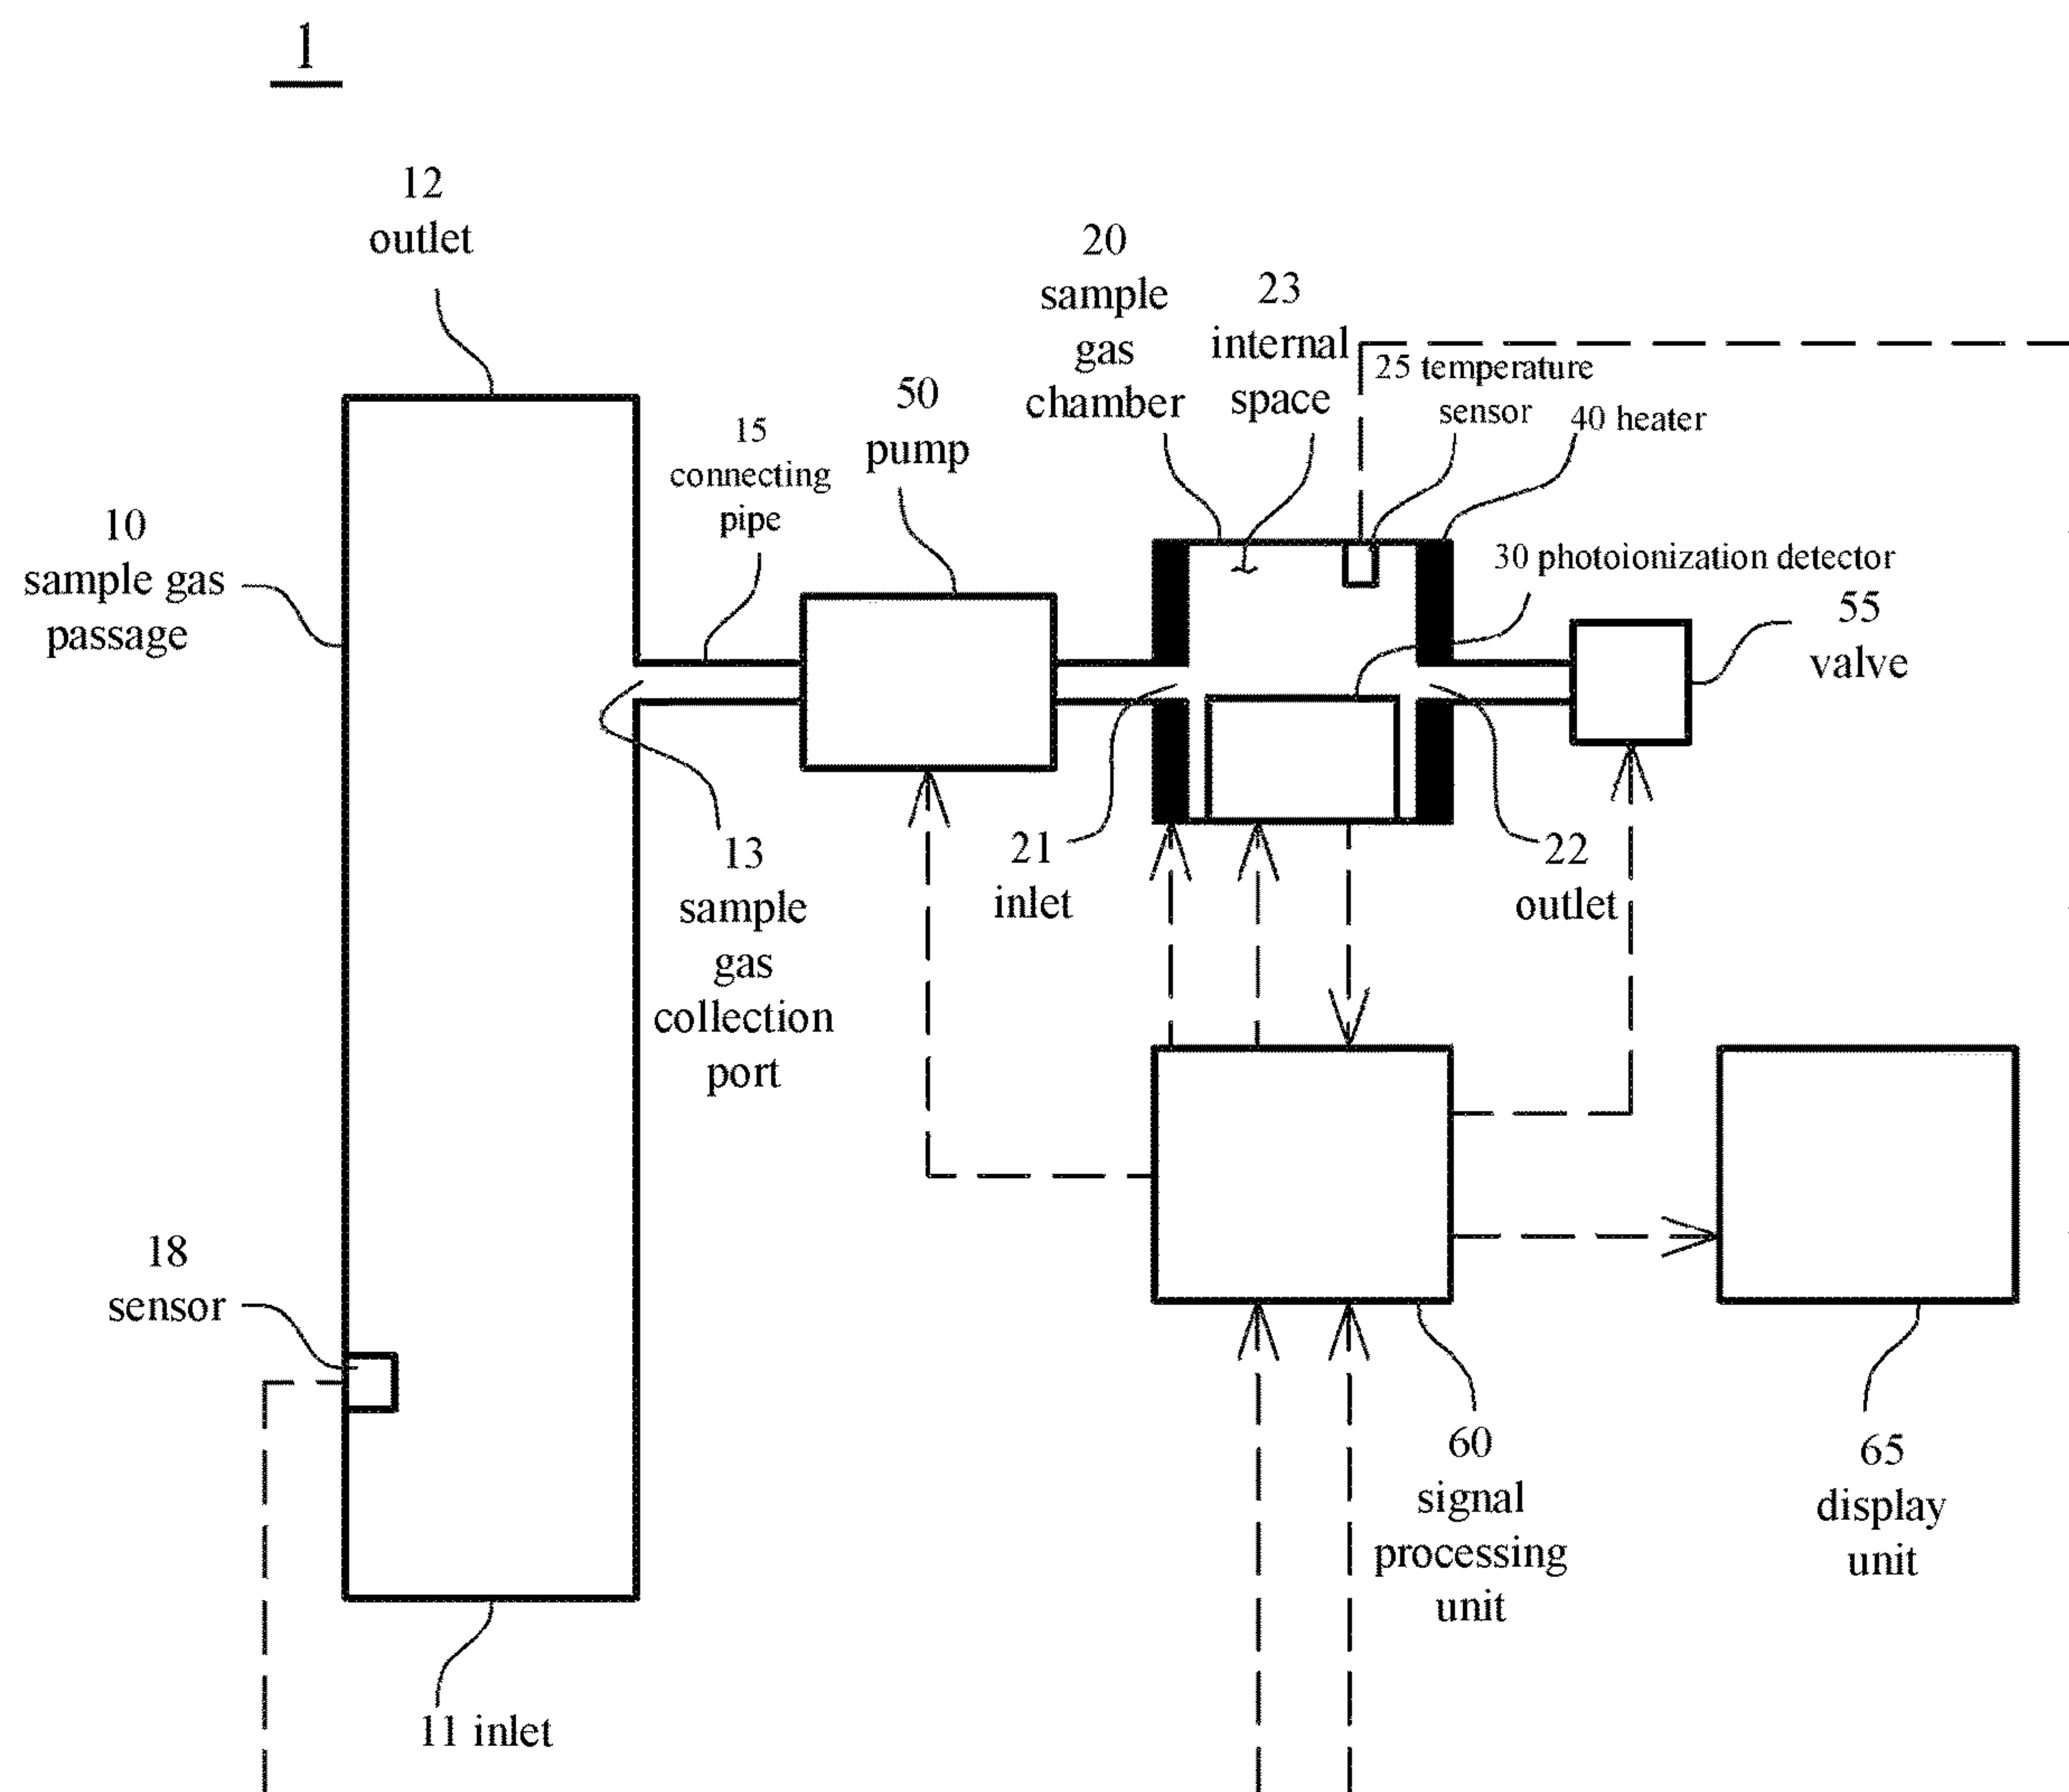 1
12
outlet
20
sample
gas
chamber
23
internal
space
25 temperature
sensor
40 heater
50
pump
15
connecting
pipe
10
sample gas
passage
30 photoionization detector
55
valve
13
sample
gas
collection
port
21
inlet
22
outlet
18
sensor
60
signal
processing
unit
65
display
unit
11 inlet